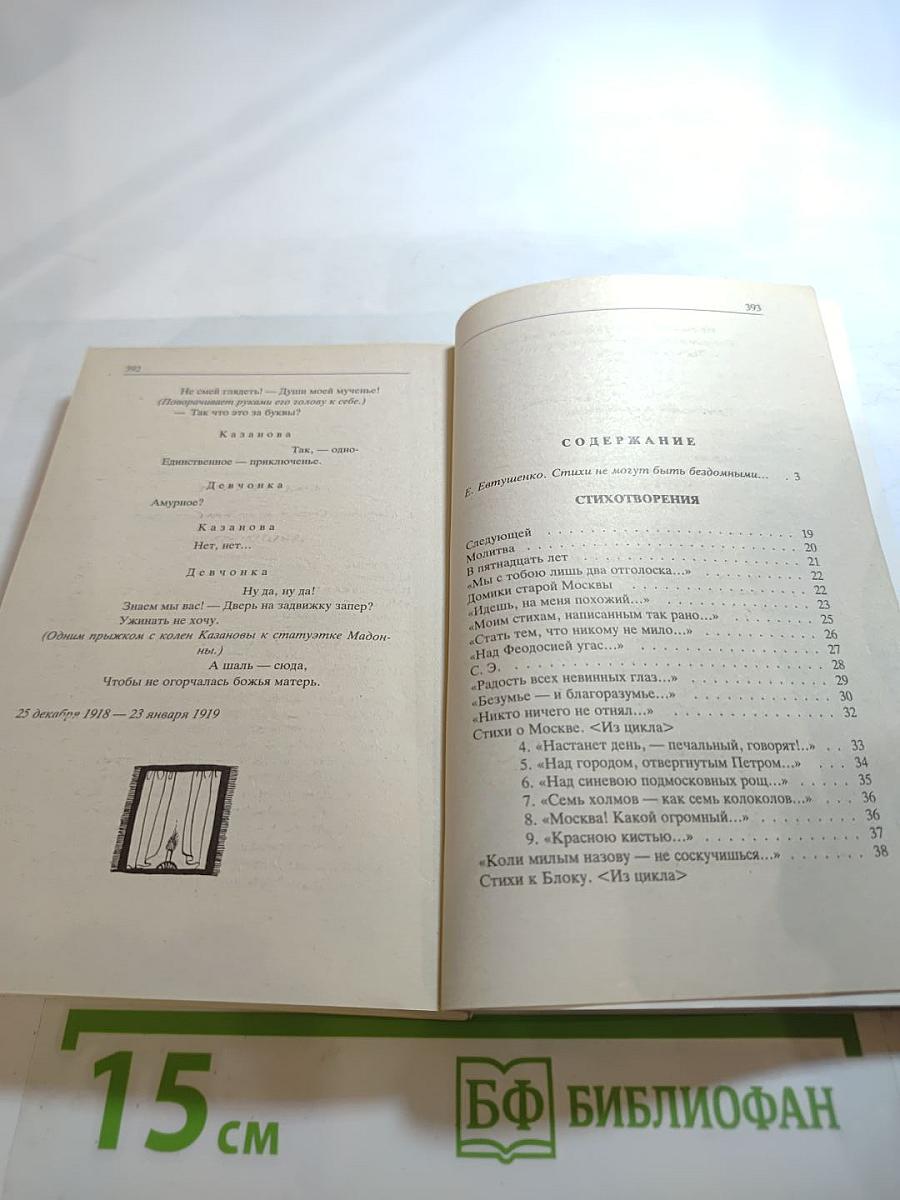 392
Не смей глядеть! — Души моей мученье!
(Поворачивает руками его голову к себе.)
— Так что это за буквы?
Казанова
Так, — одно-
Единственное — приключенье.
Девчонка
Амурное?
Казанова
Нет, нет...
Девчонка
Ну да, ну да!
Знаем мы вас! — Дверь на задвижку запер?
Ужинать не хочу.
(Одним прыжком с колен Казановы к статуэтке Мадон-
ны.)
А шаль — сюда,
Чтобы не огорчалась божья матерь.
25 декабря 1918 — 23 января 1919
393
СОДЕРЖАНИЕ
Е. Евтушенко. Стихи не могут быть бездомными... . 3
СТИХОТВОРЕНИЯ
Следующей . . . . . . . . . . 19
Молитва . . . . . . . . . . 20
В пятнадцать лет . . . . . . . . . . 21
«Мы с тобою лишь два отголоска...» . . . . . . 22
Домики старой Москвы . . . . . . . . 22
«Идешь, на меня похожий...» . . . . . . . . 23
«Моим стихам, написанным так рано...» . . . . . 25
«Стать тем, что никому не мило...» . . . . . . 26
«Над Феодосией угас...» . . . . . . . . 27
С. Э. . . . . . . . . . . 28
«Радость всех невинных глаз...» . . . . . . . 29
«Безумье — и благоразумье...» . . . . . . . 30
«Никто ничего не отнял...» . . . . . . . . 32
Стихи о Москве. <Из цикла>
4. «Настанет день, — печальный, говорят!..» . . 33
5. «Над городом, отвергнутым Петром...» . . . 34
6. «Над синевою подмосковных рощ...» . . . . . 35
7. «Семь холмов — как семь колоколов...» . . . 36
8. «Москва! Какой огромный...» . . . . . . . 36
9. «Красною кистью...» . . . . . . . . . 37
«Коли милым назову — не соскучишься...» . . . . . . 38
Стихи к Блоку. <Из цикла>
15 см
БФ БИБЛИОФАН